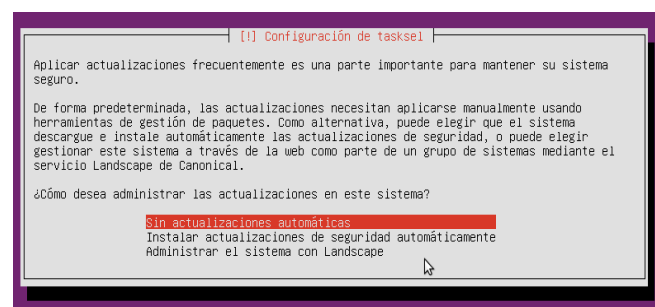 [!] Configuración de tasksel
Aplicar actualizaciones frecuentemente es una parte importante para mantener su sistema
seguro.
De forma predeterminada, las actualizaciones necesitan aplicarse manualmente usando
herramientas de gestión de paquetes. Como alternativa, puede elegir que el sistema
descargue e instale automáticamente las actualizaciones de seguridad, o puede elegir
gestionar este sistema a través de la web como parte de un grupo de sistemas mediante el
servicio Landscape de Canonical.
¿Cómo desea administrar las actualizaciones en este sistema?
Sin actualizaciones automáticas
Instalar actualizaciones de seguridad automáticamente
Administrar el sistema con Landscape